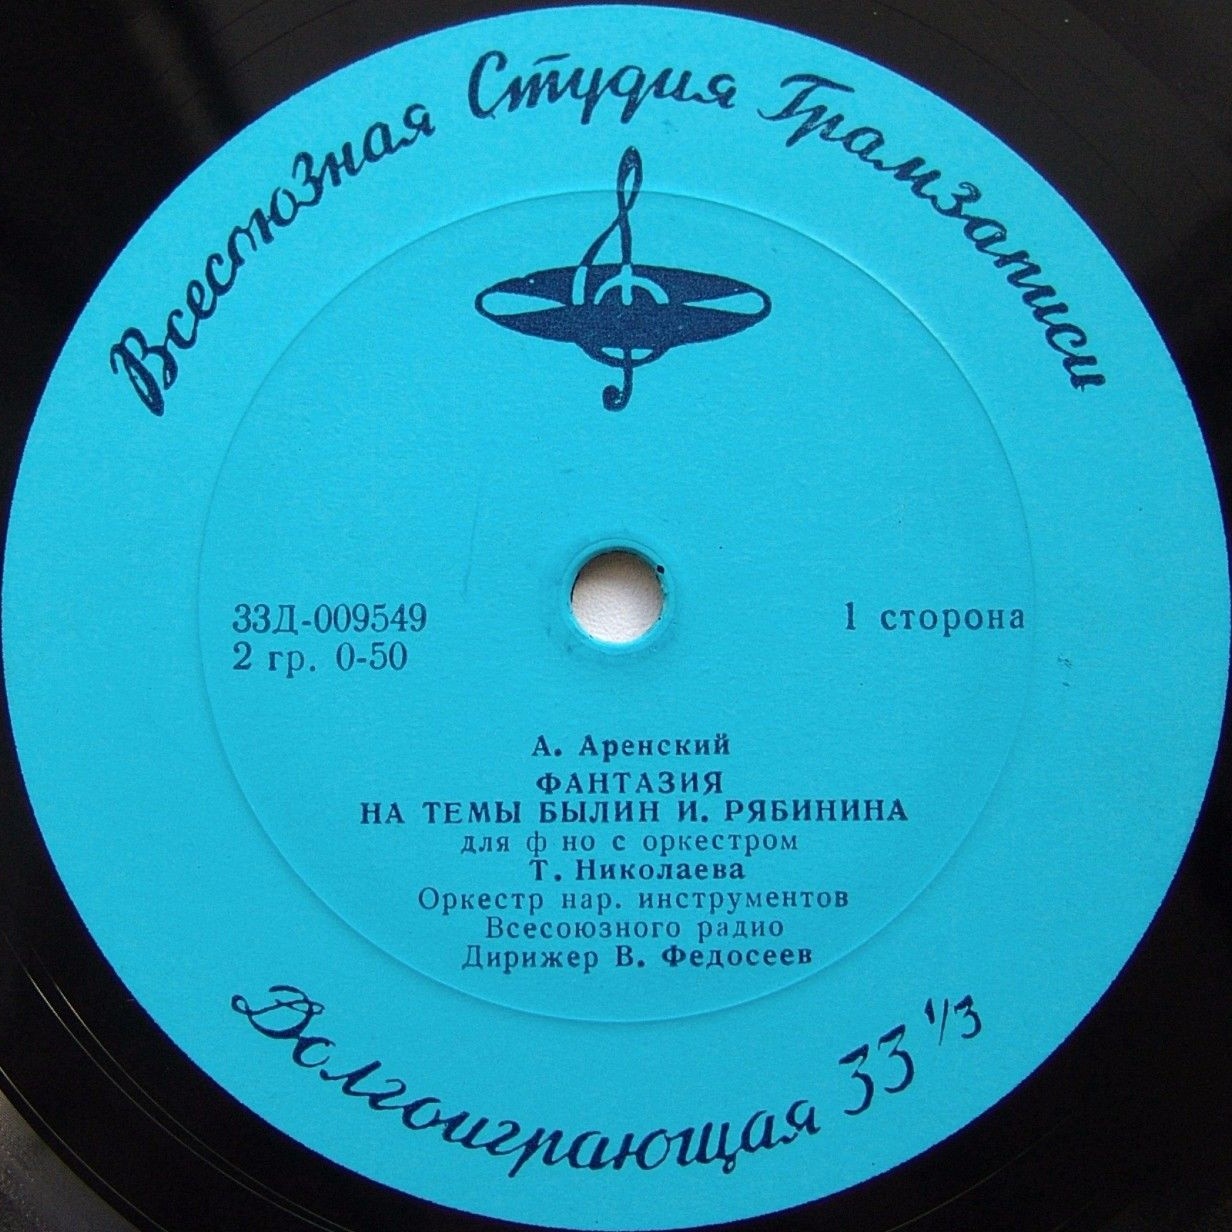 Всесоюзная Студия Грамзаписи
33Д-009549
2 гр. 0-50
1 сторона
А. Аренский
ФАНТАЗИЯ
НА ТЕМЫ БЫЛИН И. РЯБИНИНА
для ф но с оркестром
Т. Николаева
Оркестр нар. инструментов
Всесоюзного радио
Дирижер В. Федосеев
Долгоиграющая 33 1/3